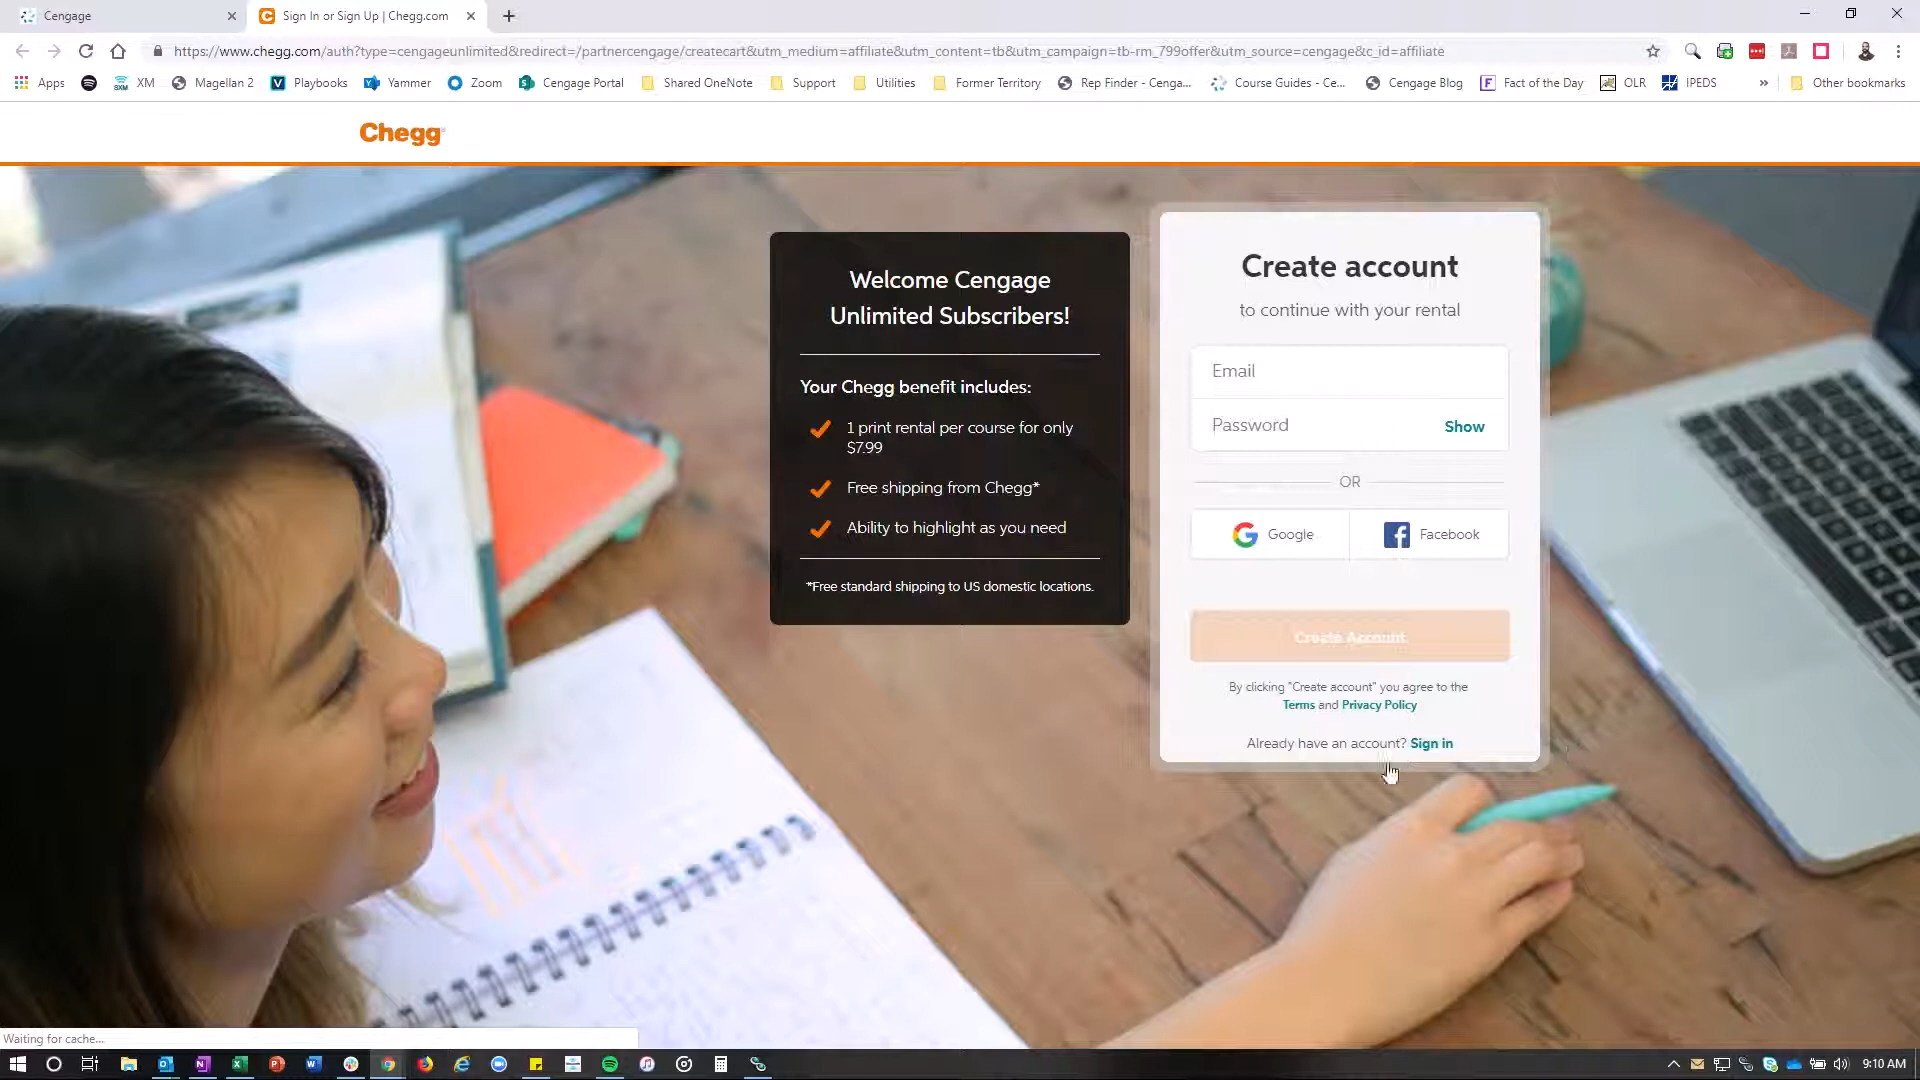 Cengage
Sign In or Sign Up | Chegg.com
https://www.chegg.com/auth?type=cengageunlimited&redirect=/partnercengage/createcart&utm_medium=affiliate&utm_content=tb&utm_campaign=tb-rm_799offer&utm_source=cengage&c_id=affiliate
Apps XM Magellan 2 Playbooks Yammer Zoom Cengage Portal Shared OneNote Support Utilities Former Territory Rep Finder - Cenga... Course Guides - Ce... Cengage Blog Fact of the Day OLR IPEDS » Other bookmarks
Chegg
Welcome Cengage
Unlimited Subscribers!
Your Chegg benefit includes:
1 print rental per course for only
$7.99
Free shipping from Chegg*
Ability to highlight as you need
*Free standard shipping to US domestic locations.
Create account
to continue with your rental
Email
Password Show
OR
Google Facebook
Create Account
By clicking "Create account" you agree to the
Terms and Privacy Policy
Already have an account? Sign in
Waiting for cache...
9:10 AM